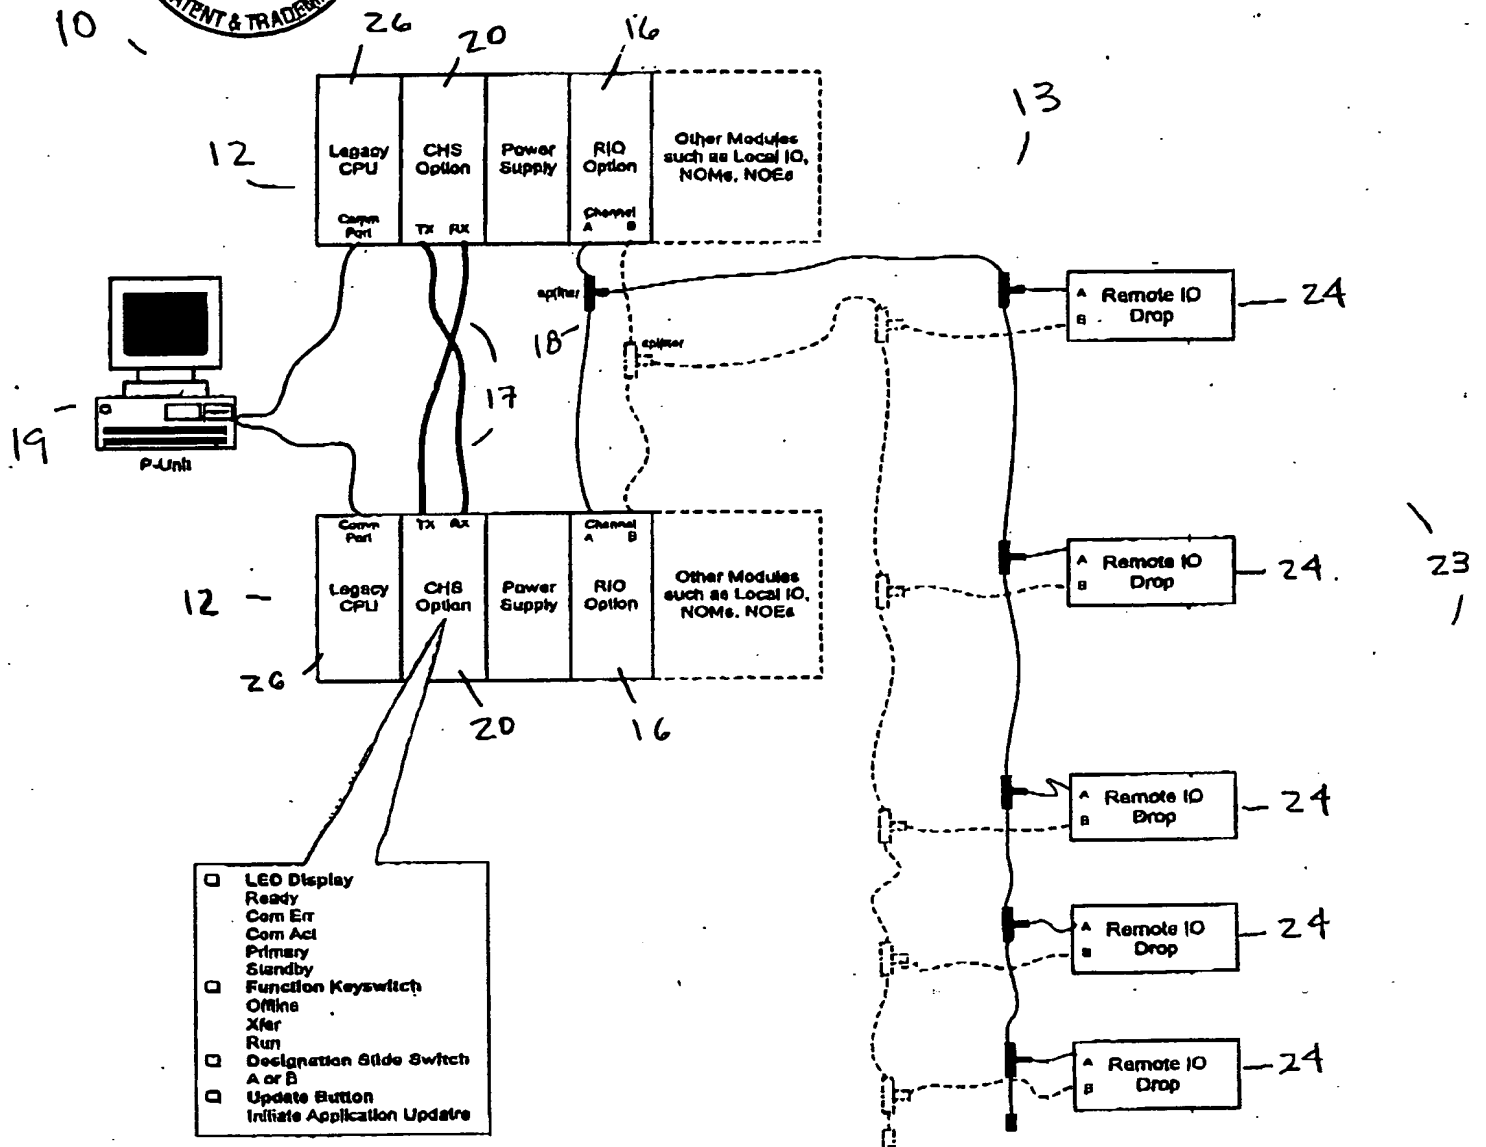 10
PATENT & TRADEM
26
20
16
13
12
Legacy CPU
CHS Option
Power Supply
RIO Option
Other Modules
such as Local IO,
NOMs, NOEs
Comm Port
TX RX
Channel
A B
splitter
18
splitter
17
19
P-Unit
A Remote IO
B Drop
24
Comm Port
TX RX
Channel
A B
12
Legacy CPU
CHS Option
Power Supply
RIO Option
Other Modules
such as Local IO,
NOMs, NOEs
26
20
16
A Remote IO
B Drop
24
23
A Remote IO
B Drop
24
A Remote IO
B Drop
24
A Remote IO
B Drop
24
LED Display
Ready
Com Err
Com Act
Primary
Standby
Function Keyswitch
Offline
Xfer
Run
Designation Slide Switch
A or B
Update Button
Initiate Application Update